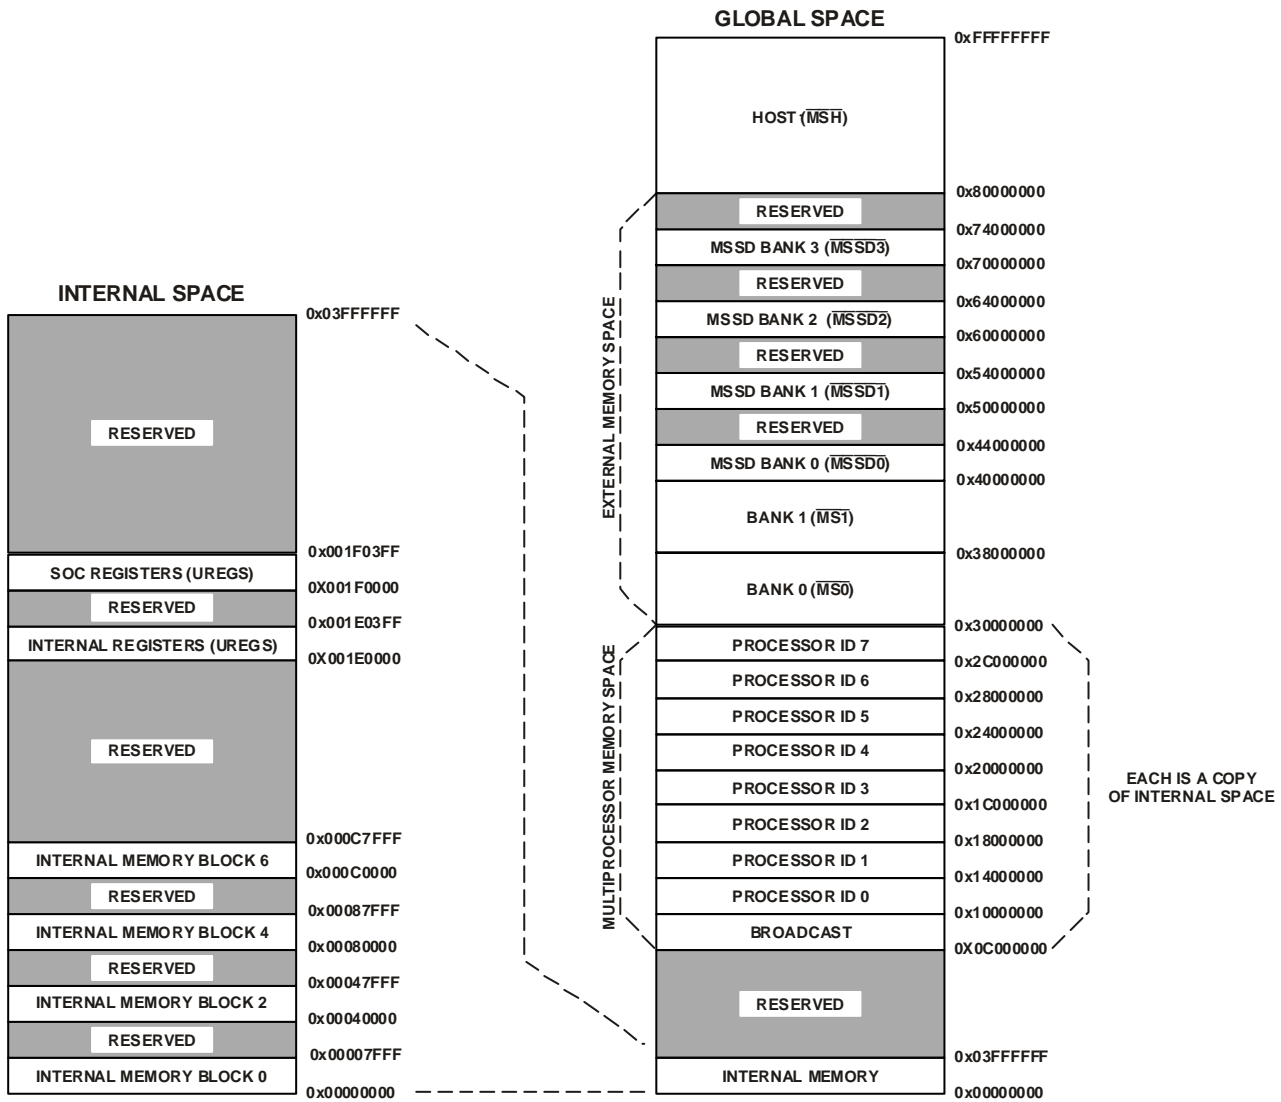 GLOBAL SPACE
0xFFFFFFFF
HOST (MSH)
0x80000000
RESERVED
0x74000000
MSSD BANK 3 (MSSD3)
0x70000000
RESERVED
0x64000000
MSSD BANK 2 (MSSD2)
0x60000000
RESERVED
0x54000000
MSSD BANK 1 (MSSD1)
0x50000000
RESERVED
0x44000000
MSSD BANK 0 (MSSD0)
0x40000000
BANK 1 (MS1)
0x38000000
BANK 0 (MS0)
0x30000000
PROCESSOR ID 7
0x2C000000
PROCESSOR ID 6
0x28000000
PROCESSOR ID 5
0x24000000
PROCESSOR ID 4
0x20000000
PROCESSOR ID 3
0x1C000000
PROCESSOR ID 2
0x18000000
PROCESSOR ID 1
0x14000000
PROCESSOR ID 0
0x10000000
BROADCAST
0X0C000000
RESERVED
0x03FFFFFF
INTERNAL MEMORY
0x00000000
EXTERNAL MEMORY SPACE
MULTIPROCESSOR MEMORY SPACE
EACH IS A COPY
OF INTERNAL SPACE
INTERNAL SPACE
0x03FFFFFF
RESERVED
0x001F03FF
SOC REGISTERS (UREGS)
0X001F0000
RESERVED
0x001E03FF
INTERNAL REGISTERS (UREGS)
0X001E0000
RESERVED
0x000C7FFF
INTERNAL MEMORY BLOCK 6
0x000C0000
RESERVED
0x00087FFF
INTERNAL MEMORY BLOCK 4
0x00080000
RESERVED
0x00047FFF
INTERNAL MEMORY BLOCK 2
0x00040000
RESERVED
0x00007FFF
INTERNAL MEMORY BLOCK 0
0x00000000